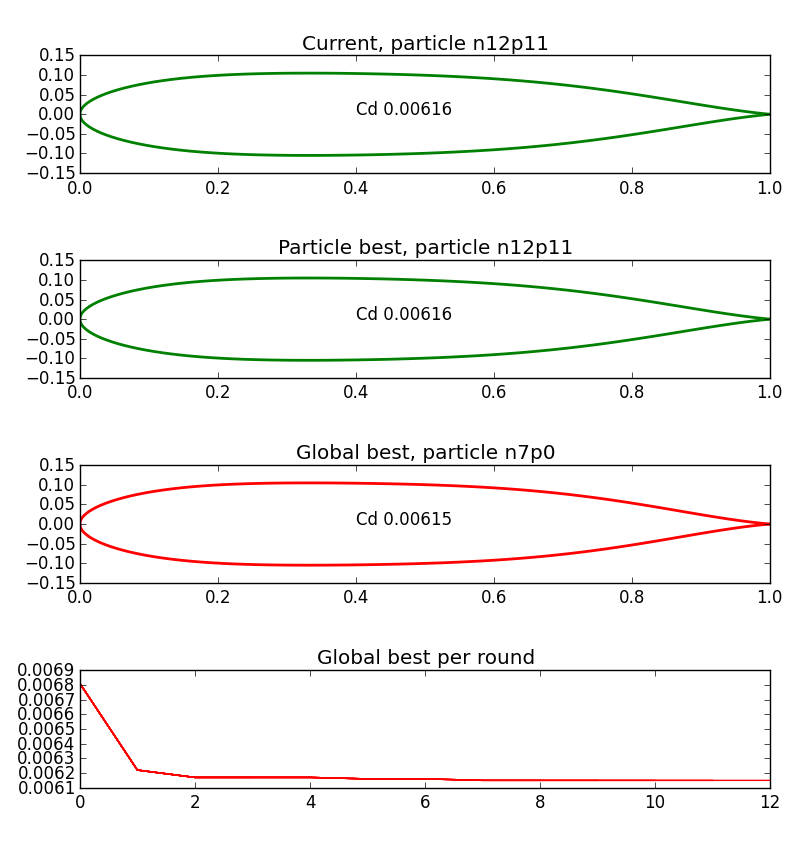 Current, particle n12p11
0.15
0.10
0.05
0.00
−0.05
−0.10
−0.15
Cd 0.00616
0.0 0.2 0.4 0.6 0.8 1.0
Particle best, particle n12p11
0.15
0.10
0.05
0.00
−0.05
−0.10
−0.15
Cd 0.00616
0.0 0.2 0.4 0.6 0.8 1.0
Global best, particle n7p0
0.15
0.10
0.05
0.00
−0.05
−0.10
−0.15
Cd 0.00615
0.0 0.2 0.4 0.6 0.8 1.0
Global best per round
0.0069
0.0068
0.0067
0.0066
0.0065
0.0064
0.0063
0.0062
0.0061
0 2 4 6 8 10 12